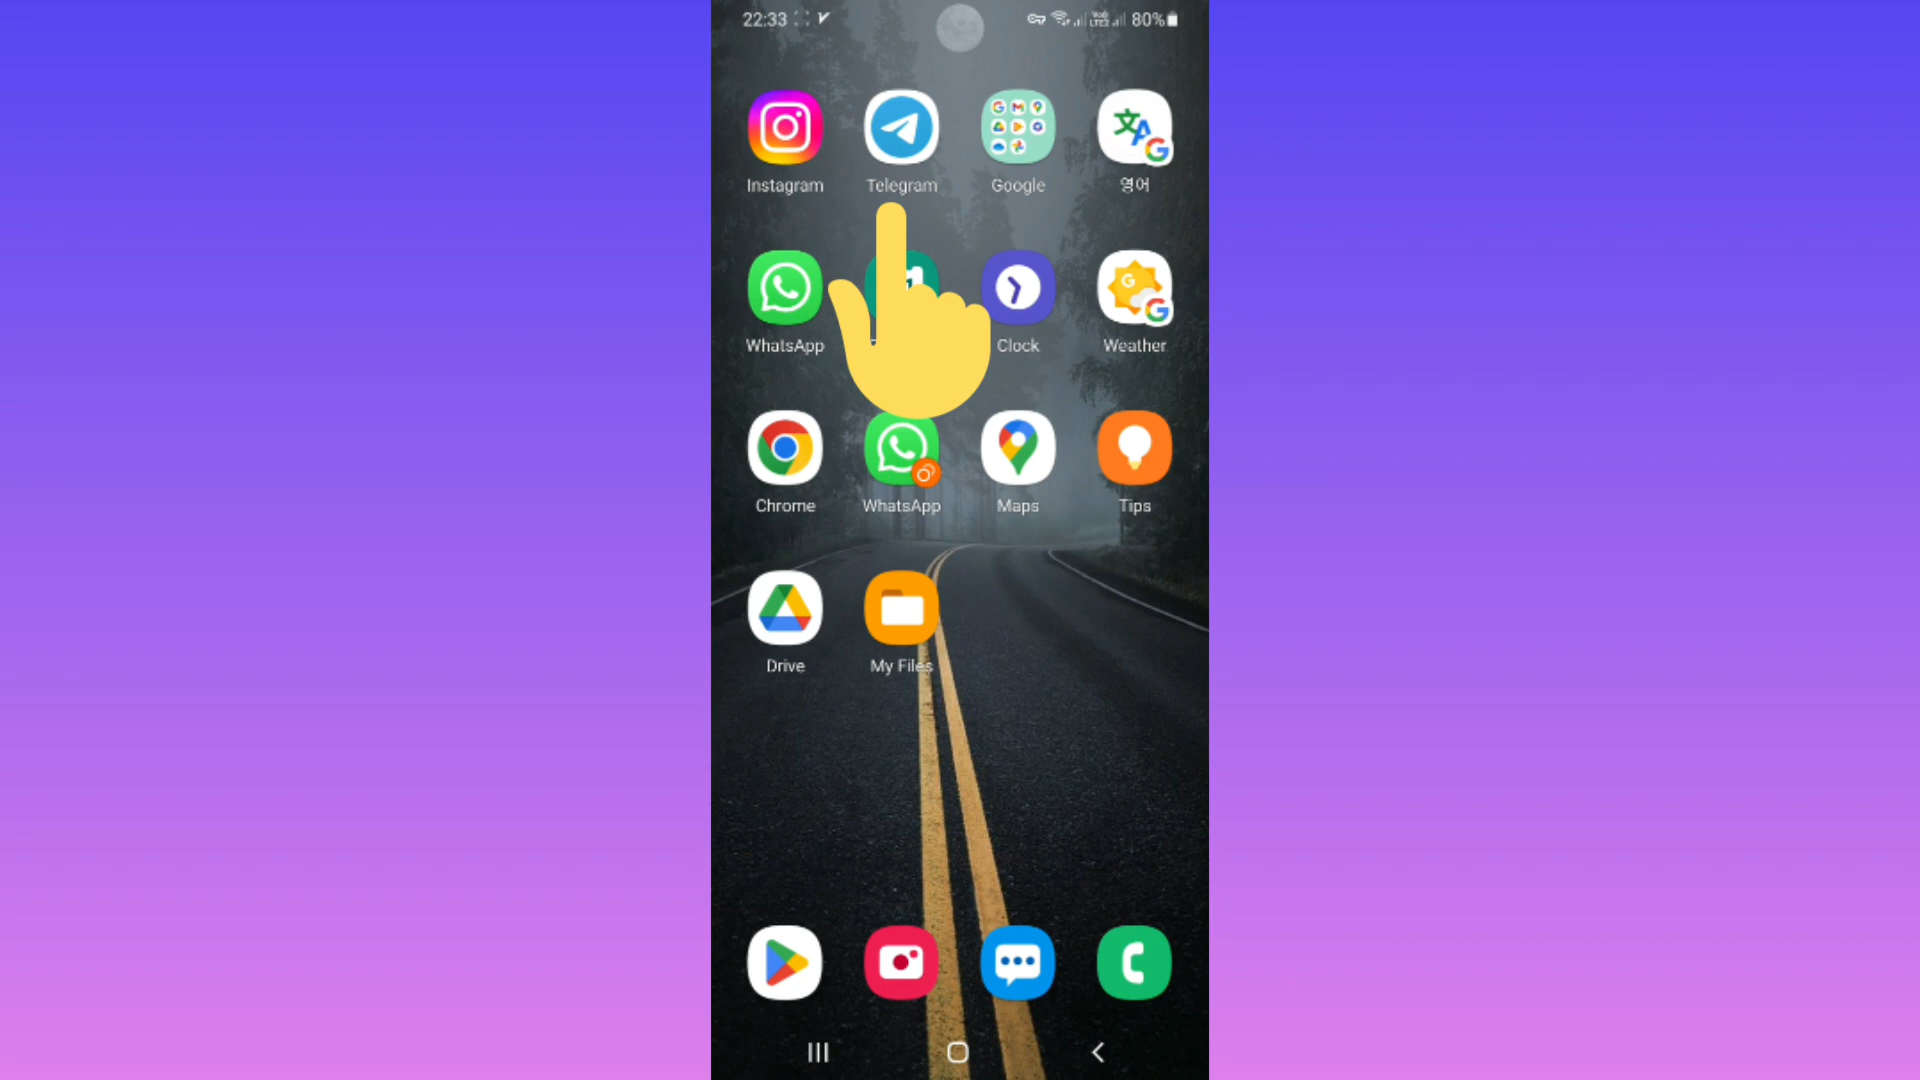 22:33 80%
Instagram Telegram Google 영어
WhatsApp Clock Weather
Chrome WhatsApp Maps Tips
Drive My Files